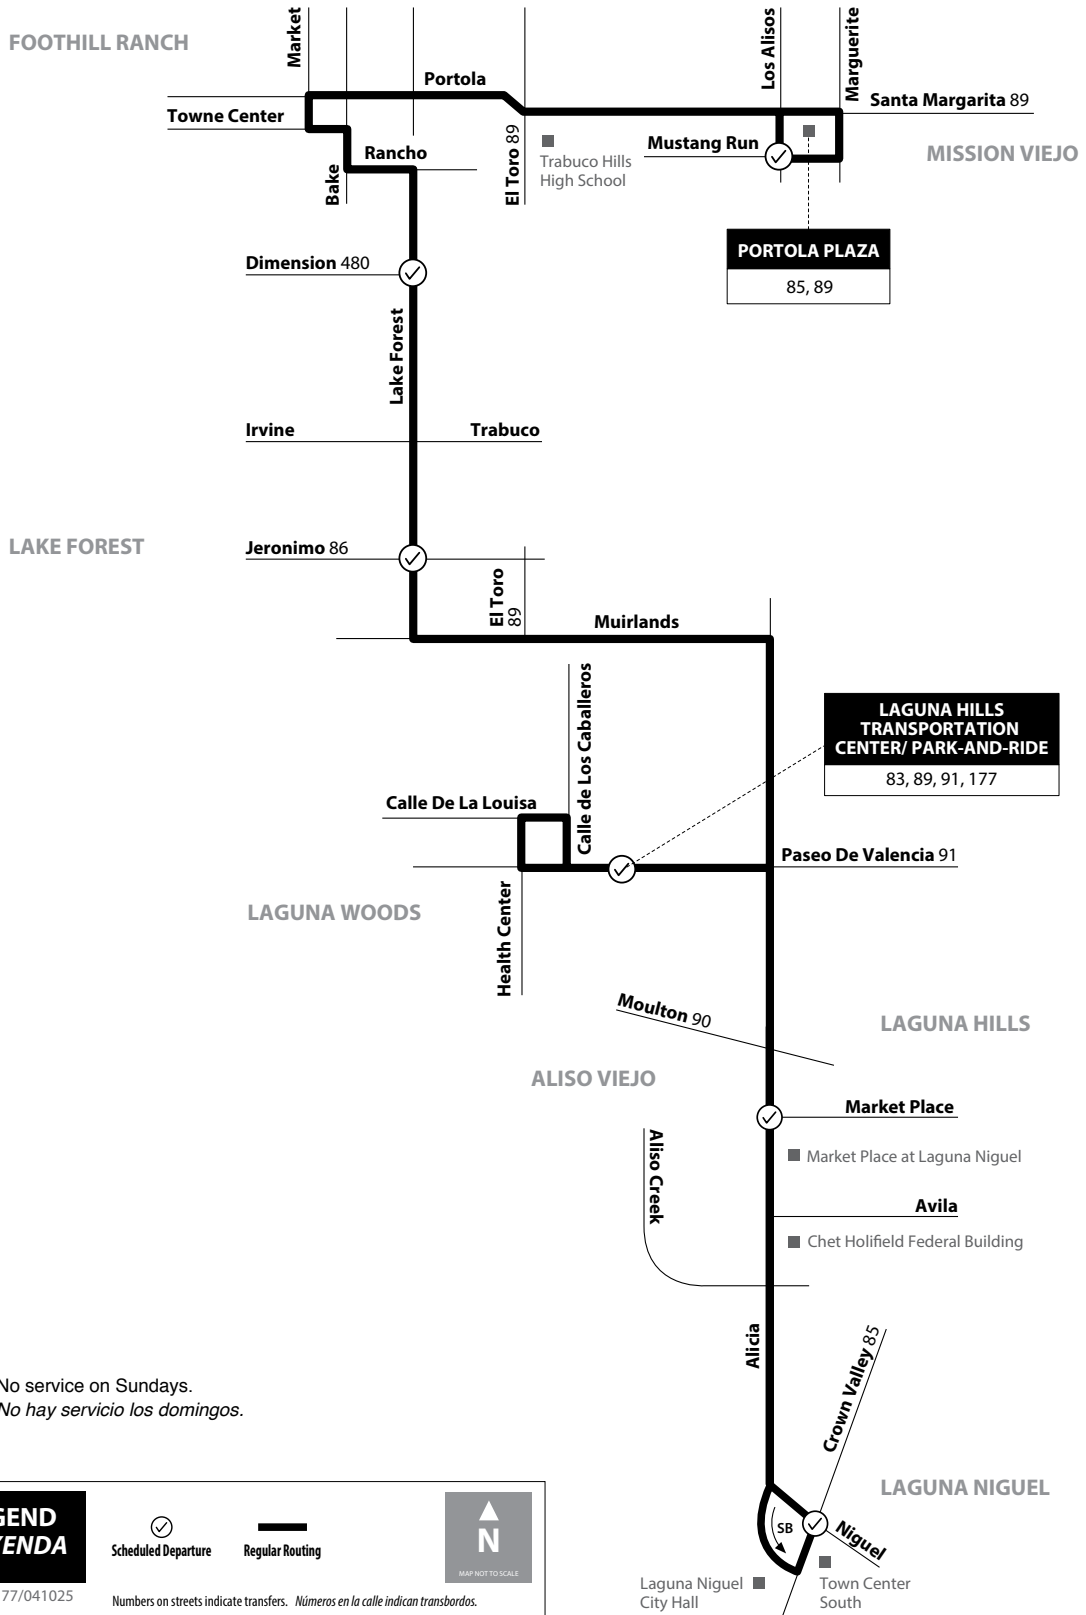 FOOTHILL RANCH
Market
Los Alisos
Marguerite
Portola
Santa Margarita 89
Towne Center
Bake
Rancho
El Toro 89
Trabuco Hills
High School
Mustang Run
MISSION VIEJO
PORTOLA PLAZA
85, 89
Dimension 480
Lake Forest
Irvine
Trabuco
LAKE FOREST
Jeronimo 86
El Toro
89
Muirlands
Calle de Los Caballeros
LAGUNA HILLS
TRANSPORTATION
CENTER/ PARK-AND-RIDE
83, 89, 91, 177
Calle De La Louisa
Paseo De Valencia 91
LAGUNA WOODS
Health Center
Moulton 90
LAGUNA HILLS
ALISO VIEJO
Market Place
Aliso Creek
Market Place at Laguna Niguel
Avila
Chet Holifield Federal Building
Alicia
Crown Valley 85
No service on Sundays.
No hay servicio los domingos.
LAGUNA NIGUEL
SB
Niguel
Laguna Niguel
City Hall
Town Center
South
GEND
ENDA
Scheduled Departure
Regular Routing
N
MAP NOT TO SCALE
77/041025
Numbers on streets indicate transfers. Números en la calle indican transbordos.